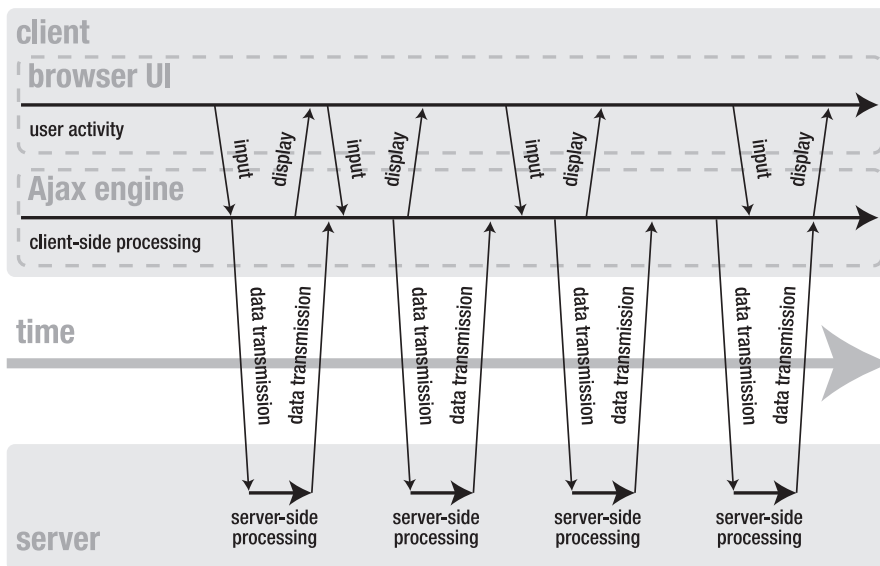 client
browser UI
user activity
input
display
input
display
input
display
input
display
Ajax engine
client-side processing
time
data transmission
data transmission
data transmission
data transmission
data transmission
data transmission
data transmission
data transmission
server-side
processing
server-side
processing
server-side
processing
server-side
processing
server